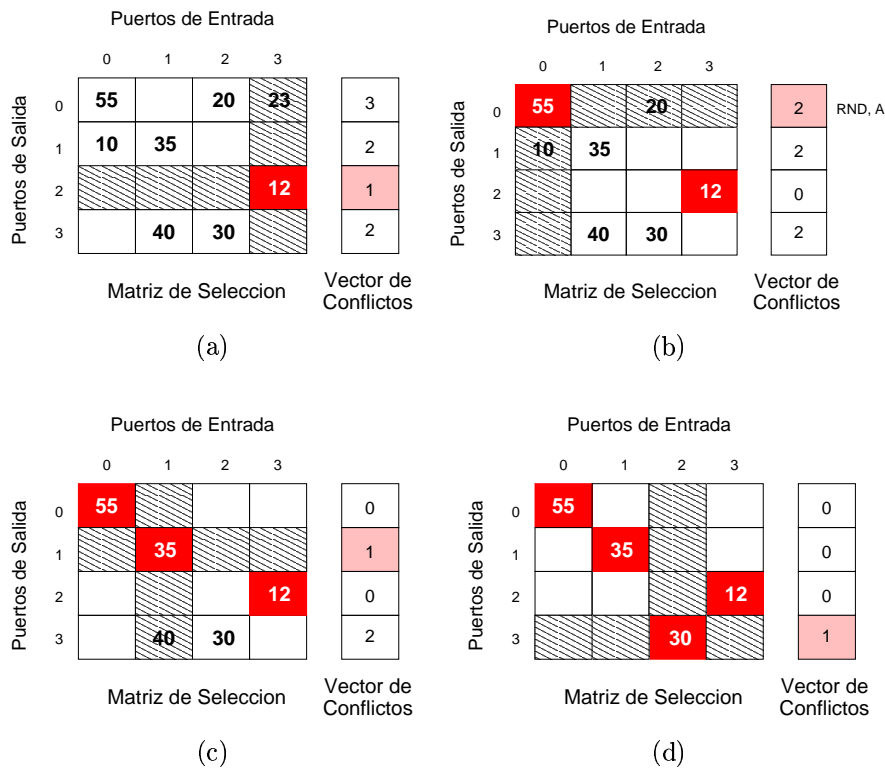 Puertos de Entrada
0 1 2 3
Puertos de Salida
0 55 20 23 3
1 10 35 2
2 12 1
3 40 30 2
Matriz de Seleccion
Vector de
Conflictos
(a)
Puertos de Entrada
0 1 2 3
Puertos de Salida
0 55 20 2 RND, A
1 10 35 2
2 12 0
3 40 30 2
Matriz de Seleccion
Vector de
Conflictos
(b)
Puertos de Entrada
0 1 2 3
Puertos de Salida
0 55 0
1 35 1
2 12 0
3 40 30 2
Matriz de Seleccion
Vector de
Conflictos
(c)
Puertos de Entrada
0 1 2 3
Puertos de Salida
0 55 0
1 35 0
2 12 0
3 30 1
Matriz de Seleccion
Vector de
Conflictos
(d)